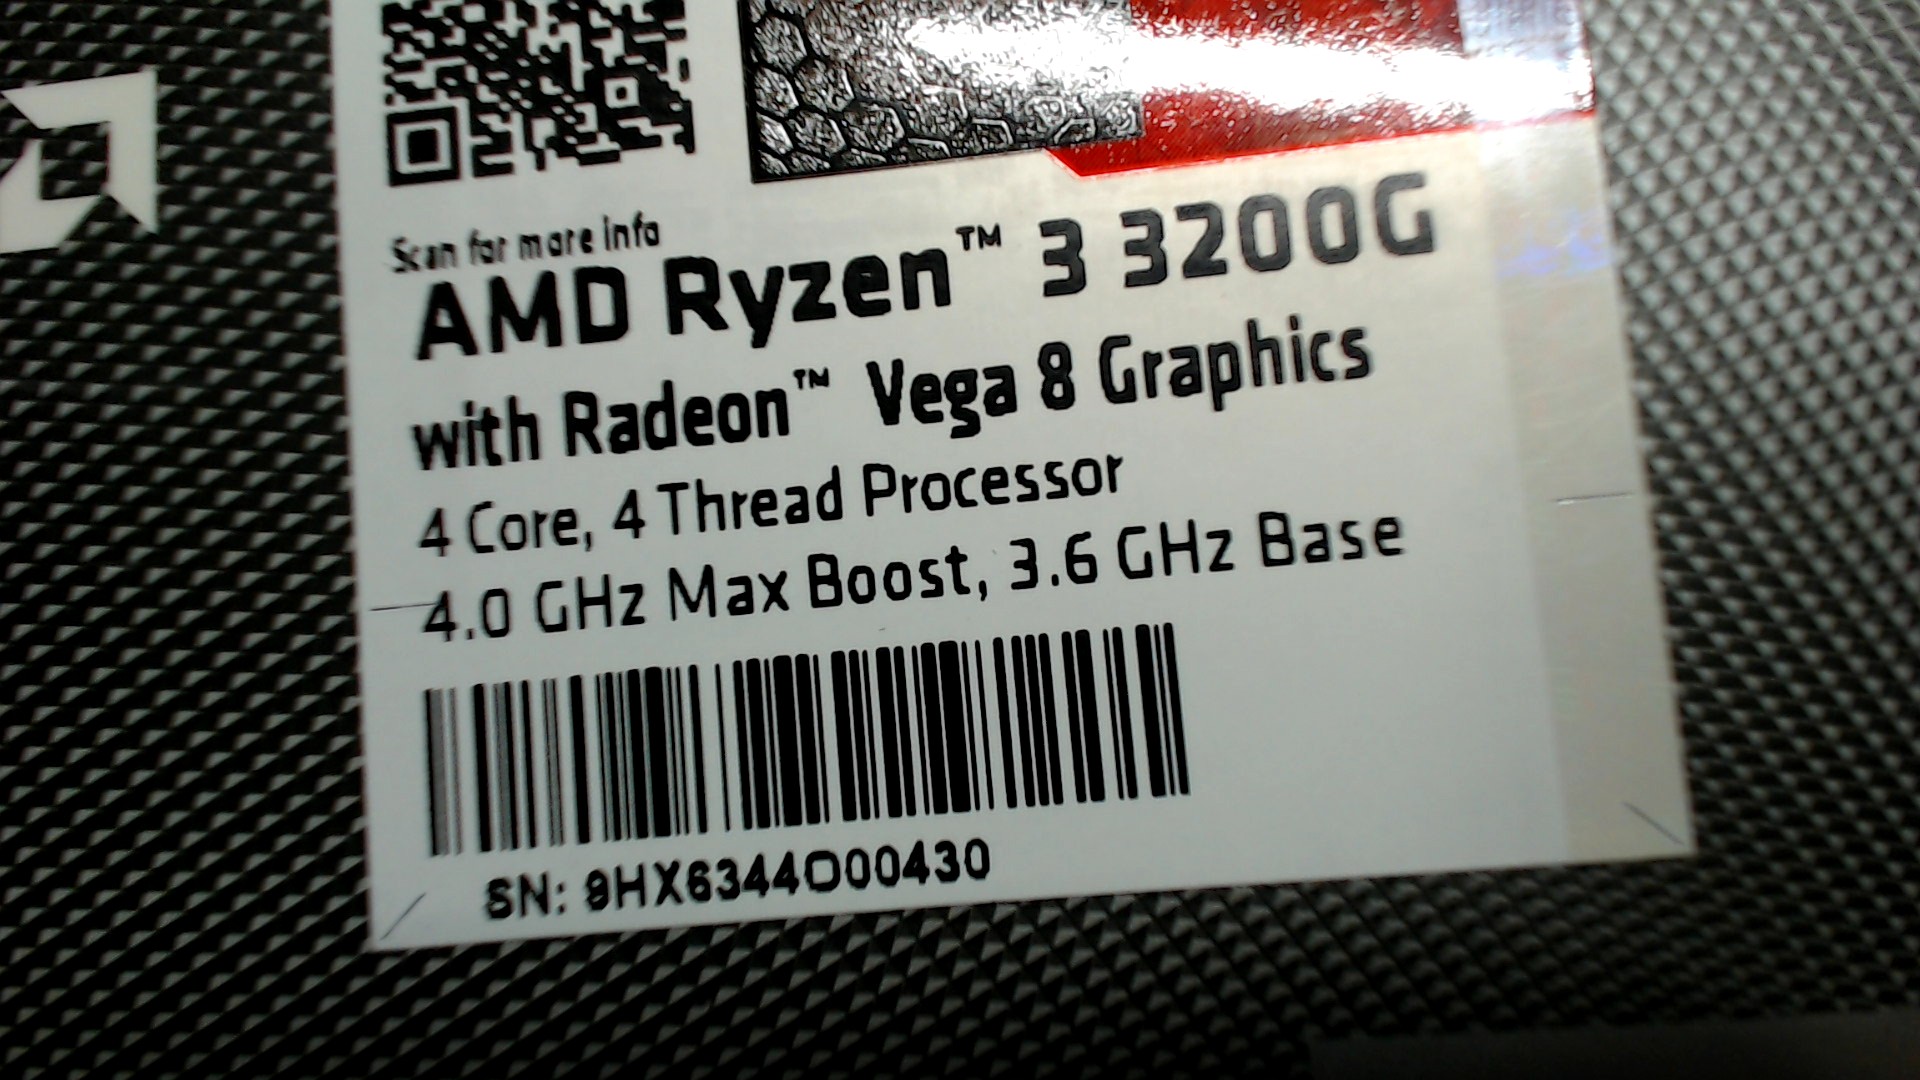 Scan for more info
AMD Ryzen™ 3 3200G
with Radeon™ Vega 8 Graphics
4 Core, 4 Thread Processor
4.0 GHz Max Boost, 3.6 GHz Base
SN: 9HX6344O00430